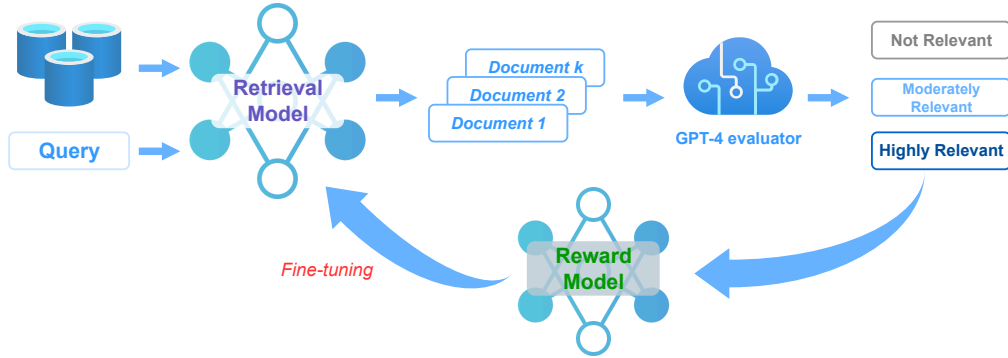 Query
Retrieval
Model
Document k
Document 2
Document 1
GPT-4 evaluator
Not Relevant
Moderately
Relevant
Highly Relevant
Fine-tuning
Reward
Model